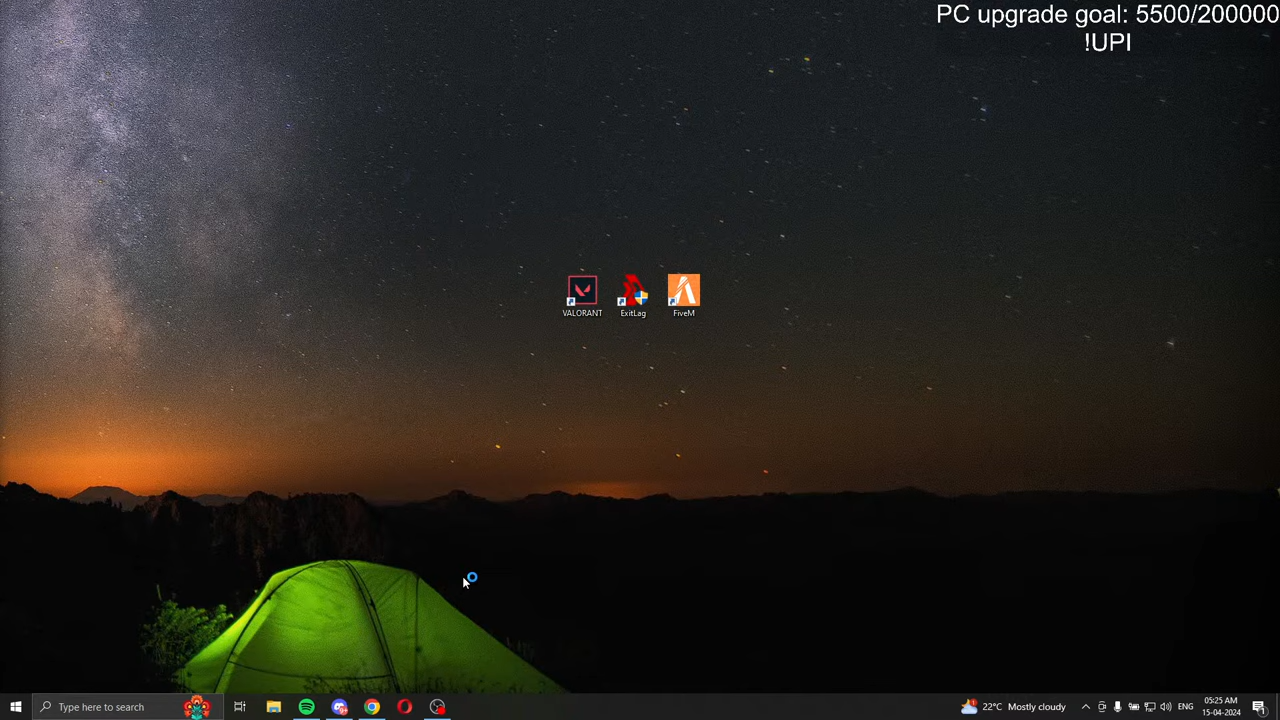 PC upgrade goal: 5500/200000
!UPI
VALORANT
ExitLag
FiveM
Type here to search
22°C Mostly cloudy
ENG
05:25 AM
15-04-2024
1